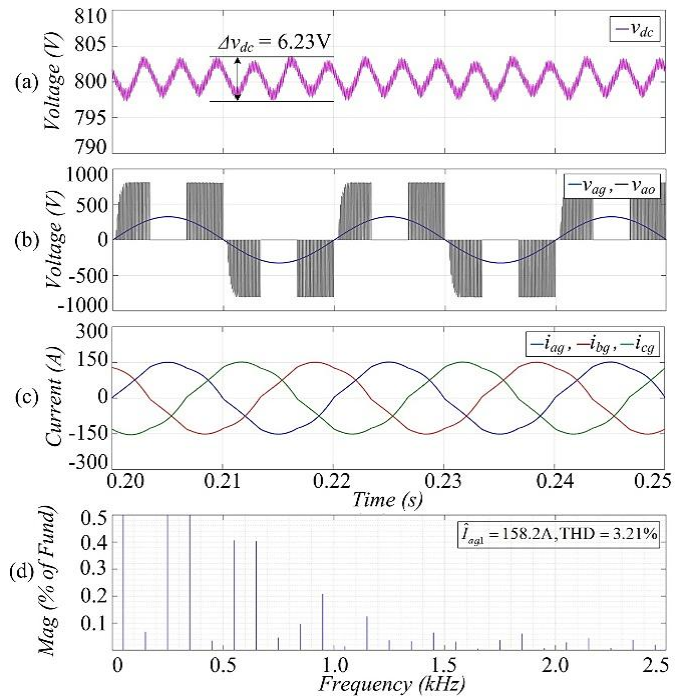 810
v_dc
Δv_dc = 6.23V
805
(a)
Voltage (V)
800
795
790
1000
v_ag, v_ao
500
(b)
Voltage (V)
0
-500
-1000
300
i_ag, i_bg, i_cg
150
(c)
Current (A)
0
-150
-300
0.20 0.21 0.22 0.23 0.24 0.25
Time (s)
0.5
Î_ag1 = 158.2A, THD = 3.21%
0.4
(d)
Mag (% of Fund)
0.3
0.2
0.1
0 0.5 1.0 1.5 2.0 2.5
Frequency (kHz)